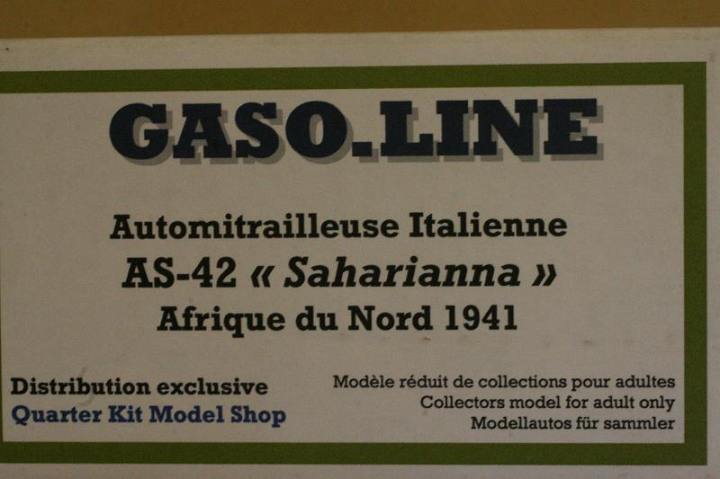 GASO.LINE
Automitrailleuse Italienne
AS-42 « Saharianna »
Afrique du Nord 1941
Distribution exclusive
Quarter Kit Model Shop
Modèle réduit de collections pour adultes
Collectors model for adult only
Modellautos für sammler